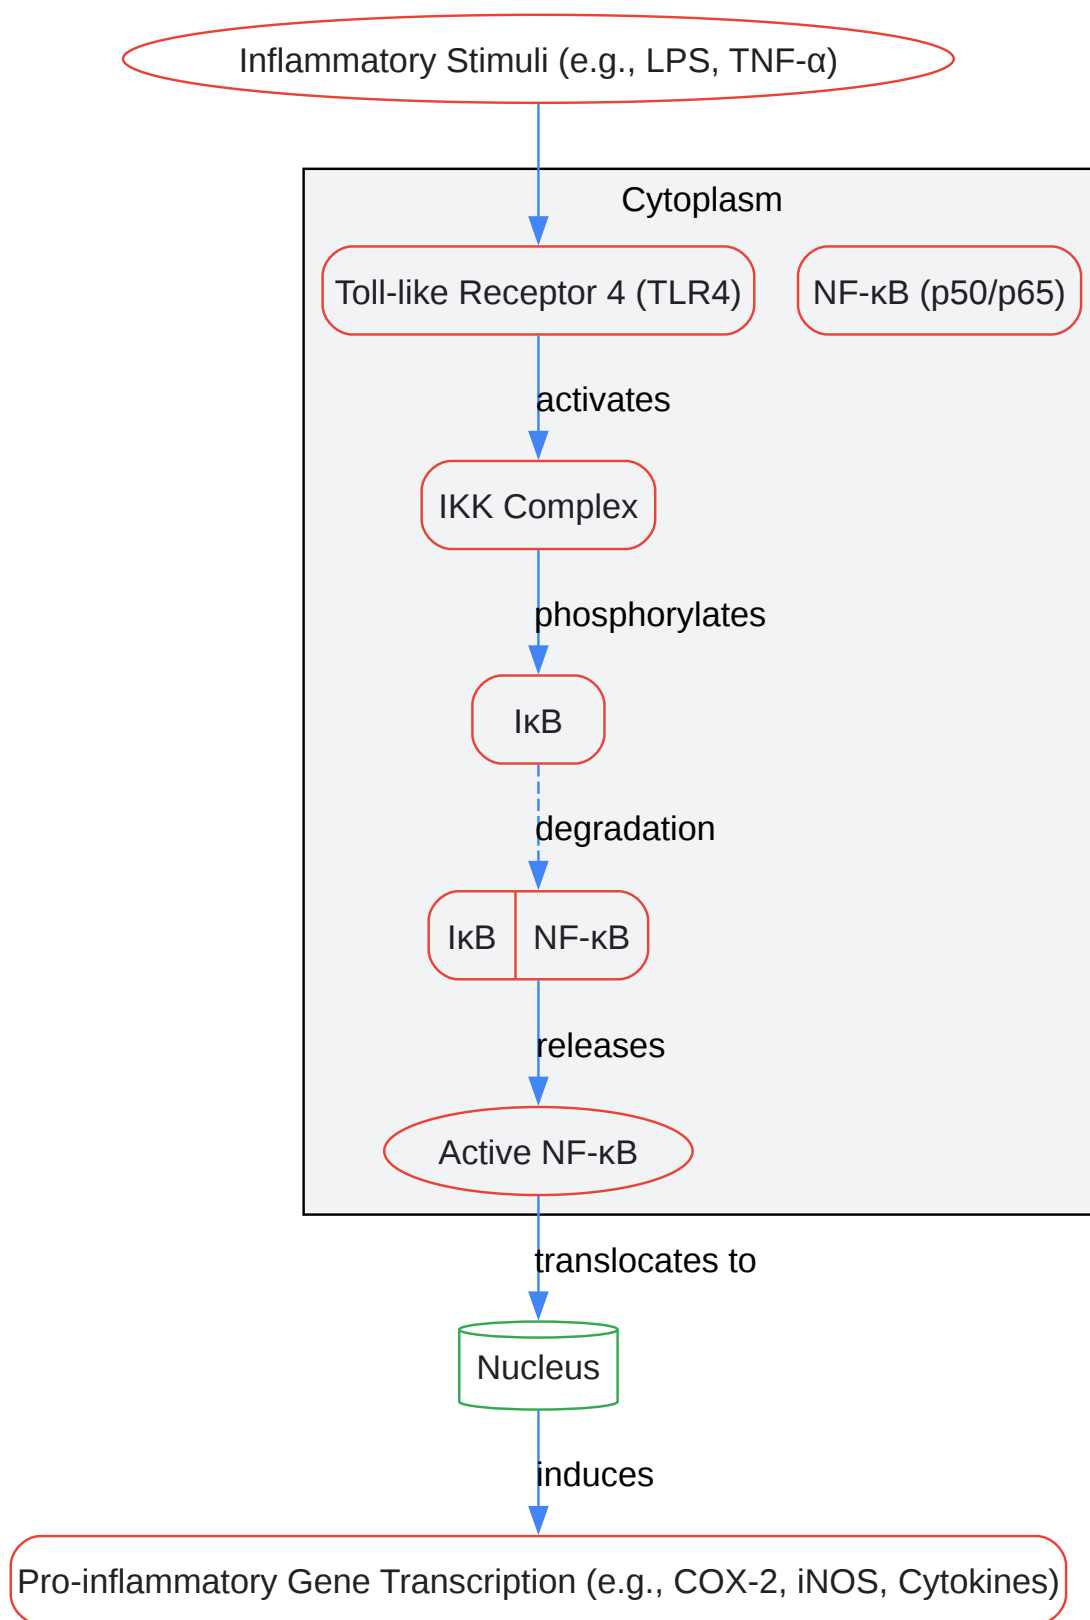 Inflammatory Stimuli (e.g., LPS, TNF-α)
Cytoplasm
Toll-like Receptor 4 (TLR4)
NF-κB (p50/p65)
activates
IKK Complex
phosphorylates
IκB
degradation
IκB
NF-κB
releases
Active NF-κB
translocates to
Nucleus
induces
Pro-inflammatory Gene Transcription (e.g., COX-2, iNOS, Cytokines)